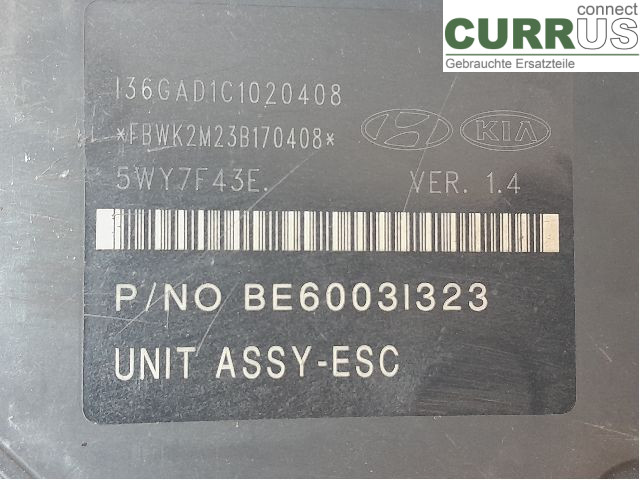 connect
CURRUS
Gebrauchte Ersatzteile
I36GAD1C1020408
*FBWK2M23B170408*
KIA
5WY7F43E. VER. 1.4
P/NO BE6003I323
UNIT ASSY-ESC